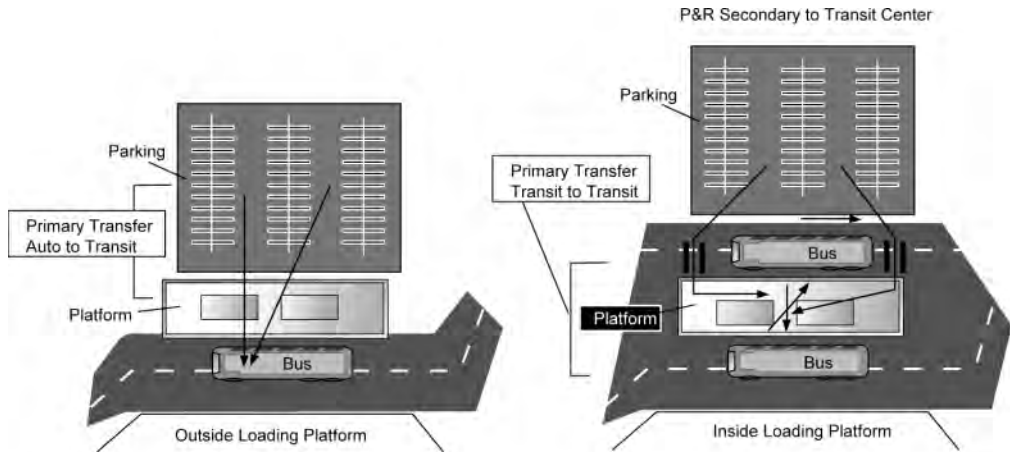 P&R Secondary to Transit Center
Parking
Primary Transfer
Auto to Transit
Platform
Bus
Outside Loading Platform
Parking
Primary Transfer
Transit to Transit
Bus
Platform
Bus
Inside Loading Platform